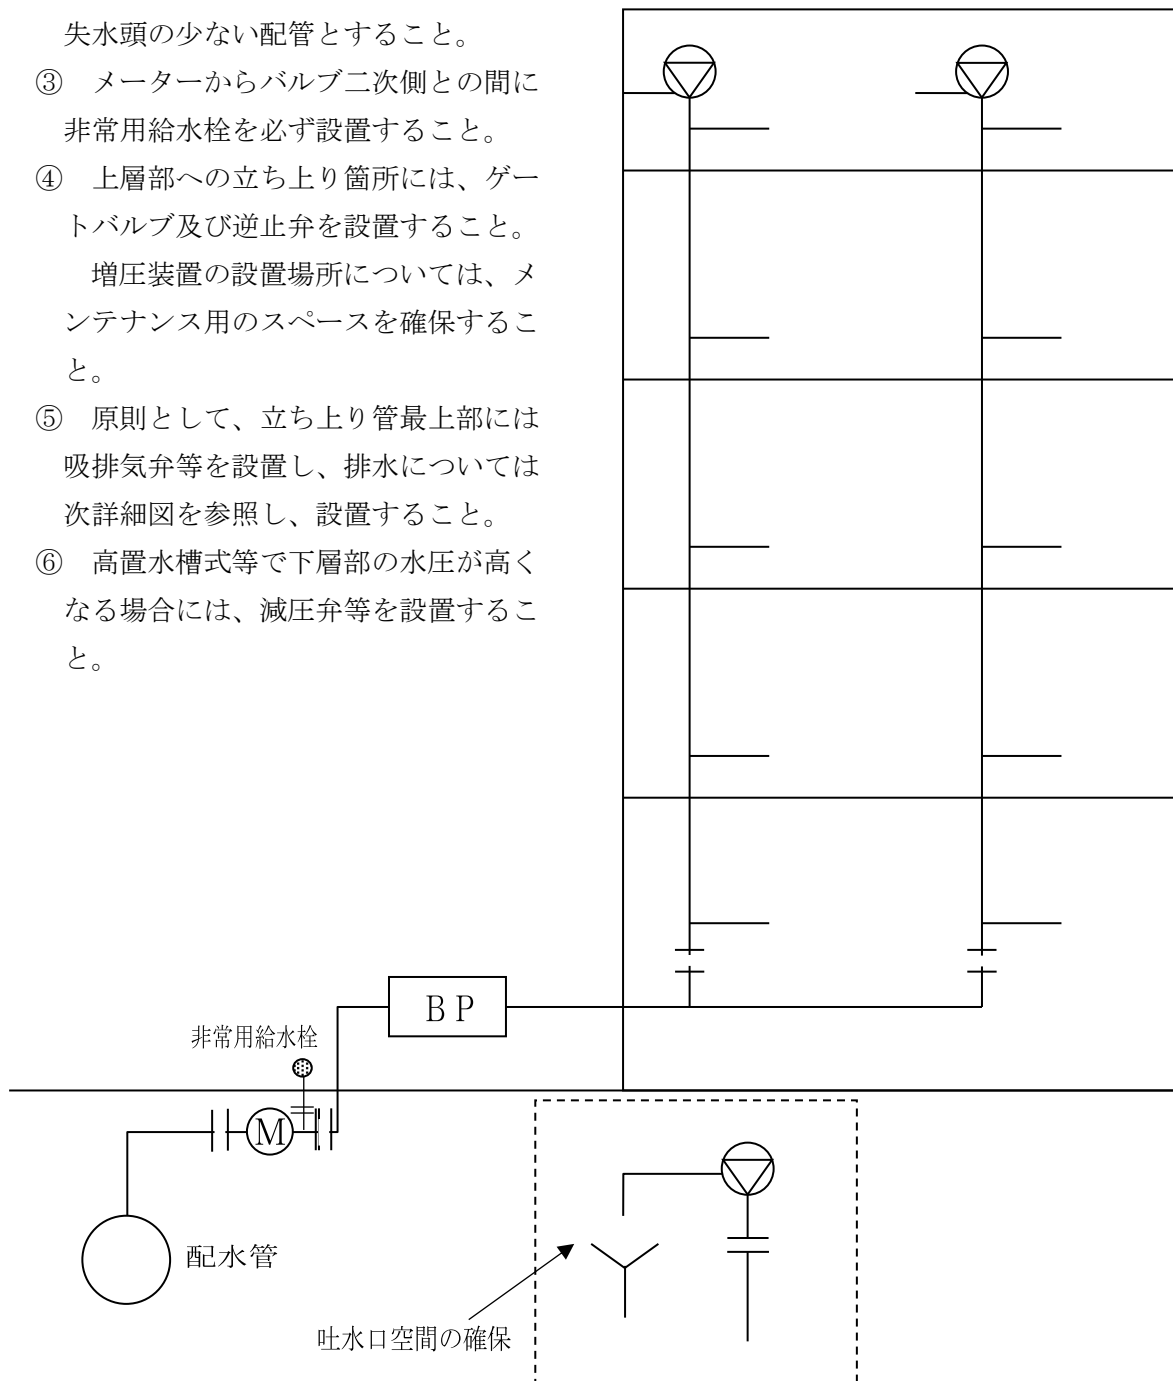 失水頭の少ない配管とすること。
③　メーターからバルブ二次側との間に
非常用給水栓を必ず設置すること。
④　上層部への立ち上り箇所には、ゲー
トバルブ及び逆止弁を設置すること。
増圧装置の設置場所については、メ
ンテナンス用のスペースを確保するこ
と。
⑤　原則として、立ち上り管最上部には
吸排気弁等を設置し、排水については
次詳細図を参照し、設置すること。
⑥　高置水槽式等で下層部の水圧が高く
なる場合には、減圧弁等を設置するこ
と。
ＢＰ
非常用給水栓
M
配水管
吐水口空間の確保